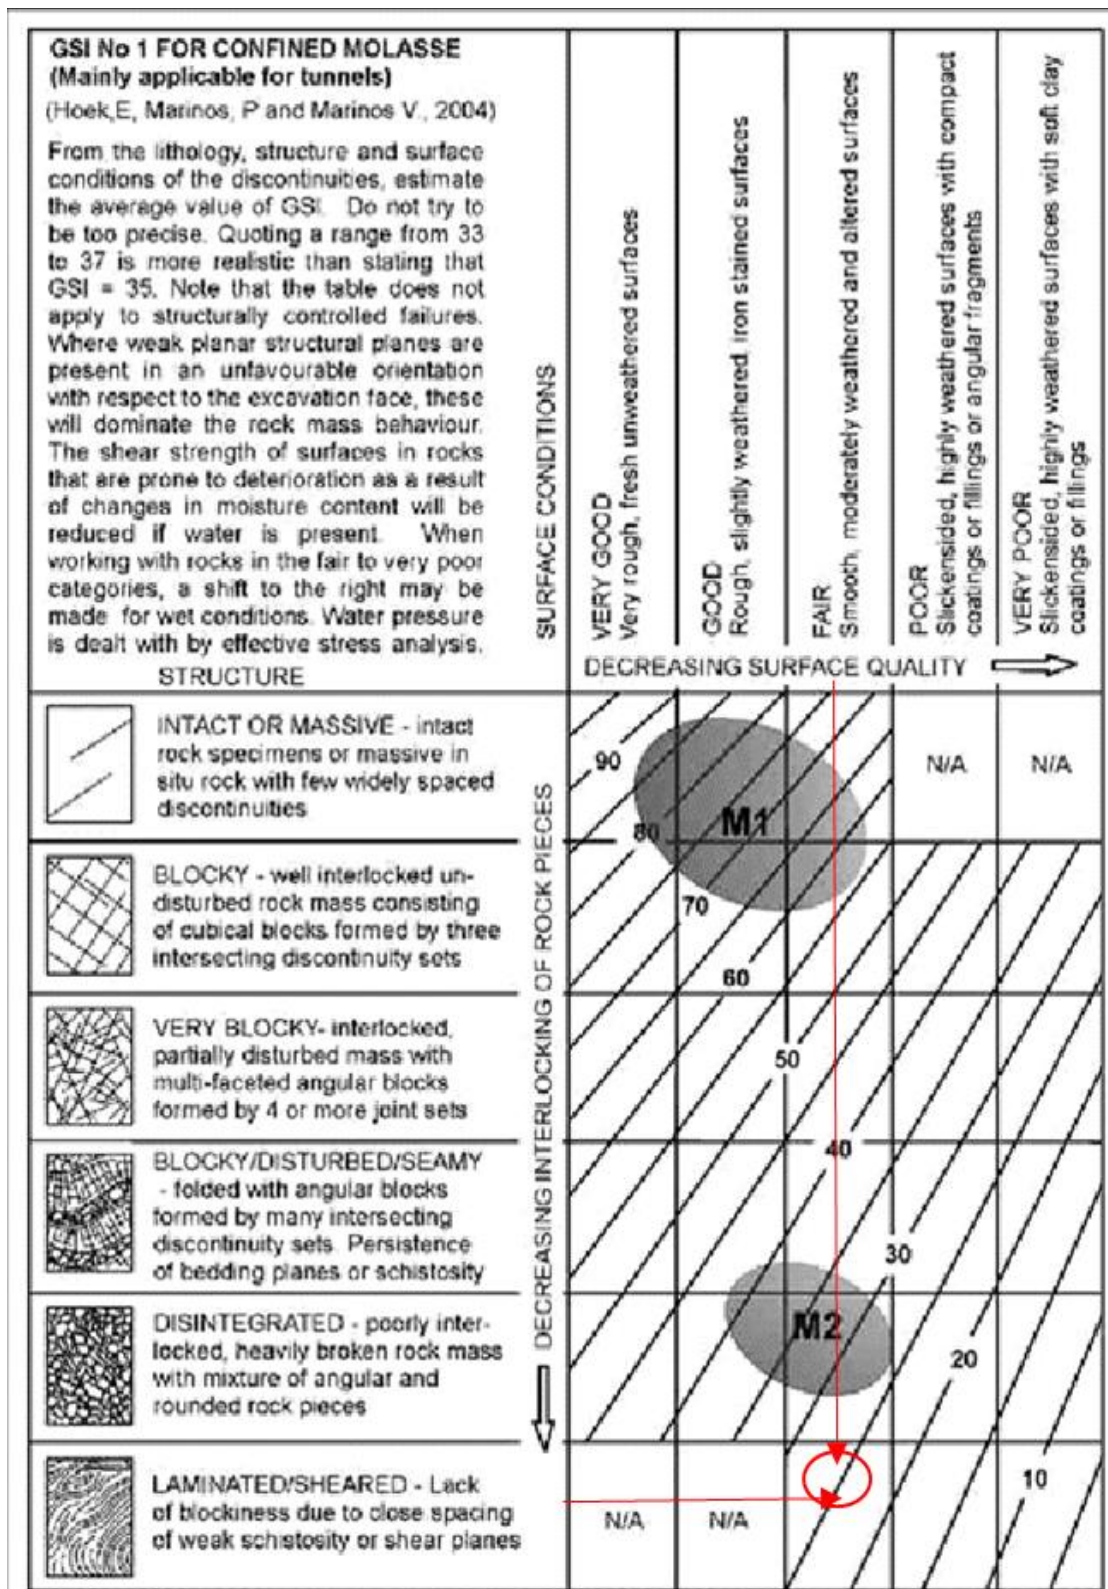 GSI No 1 FOR CONFINED MOLASSE
(Mainly applicable for tunnels)
(Hoek,E, Marinos, P and Marinos V., 2004)
From the lithology, structure and surface
conditions of the discontinuities, estimate
the average value of GSI. Do not try to
be too precise. Quoting a range from 33
to 37 is more realistic than stating that
GSI = 35. Note that the table does not
apply to structurally controlled failures.
Where weak planar structural planes are
present in an unfavourable orientation
with respect to the excavation face, these
will dominate the rock mass behaviour.
The shear strength of surfaces in rocks
that are prone to deterioration as a result
of changes in moisture content will be
reduced if water is present. When
working with rocks in the fair to very poor
categories, a shift to the right may be
made for wet conditions. Water pressure
is dealt with by effective stress analysis.
STRUCTURE
SURFACE CONDITIONS
VERY GOOD
Very rough, fresh unweathered surfaces
GOOD
Rough, slightly weathered, iron stained surfaces
FAIR
Smooth, moderately weathered and altered surfaces
POOR
Slickensided, highly weathered surfaces with compact
coatings or fillings or angular fragments
VERY POOR
Slickensided, highly weathered surfaces with soft clay
coatings or fillings
DECREASING SURFACE QUALITY
DECREASING INTERLOCKING OF ROCK PIECES
INTACT OR MASSIVE - intact
rock specimens or massive in
situ rock with few widely spaced
discontinuities
BLOCKY - well interlocked un-
disturbed rock mass consisting
of cubical blocks formed by three
intersecting discontinuity sets
VERY BLOCKY- interlocked,
partially disturbed mass with
multi-faceted angular blocks
formed by 4 or more joint sets
BLOCKY/DISTURBED/SEAMY
- folded with angular blocks
formed by many intersecting
discontinuity sets. Persistence
of bedding planes or schistosity
DISINTEGRATED - poorly inter-
locked, heavily broken rock mass
with mixture of angular and
rounded rock pieces
LAMINATED/SHEARED - Lack
of blockiness due to close spacing
of weak schistosity or shear planes
90
N/A
N/A
M1
80
70
60
50
40
30
M2
20
10
N/A
N/A